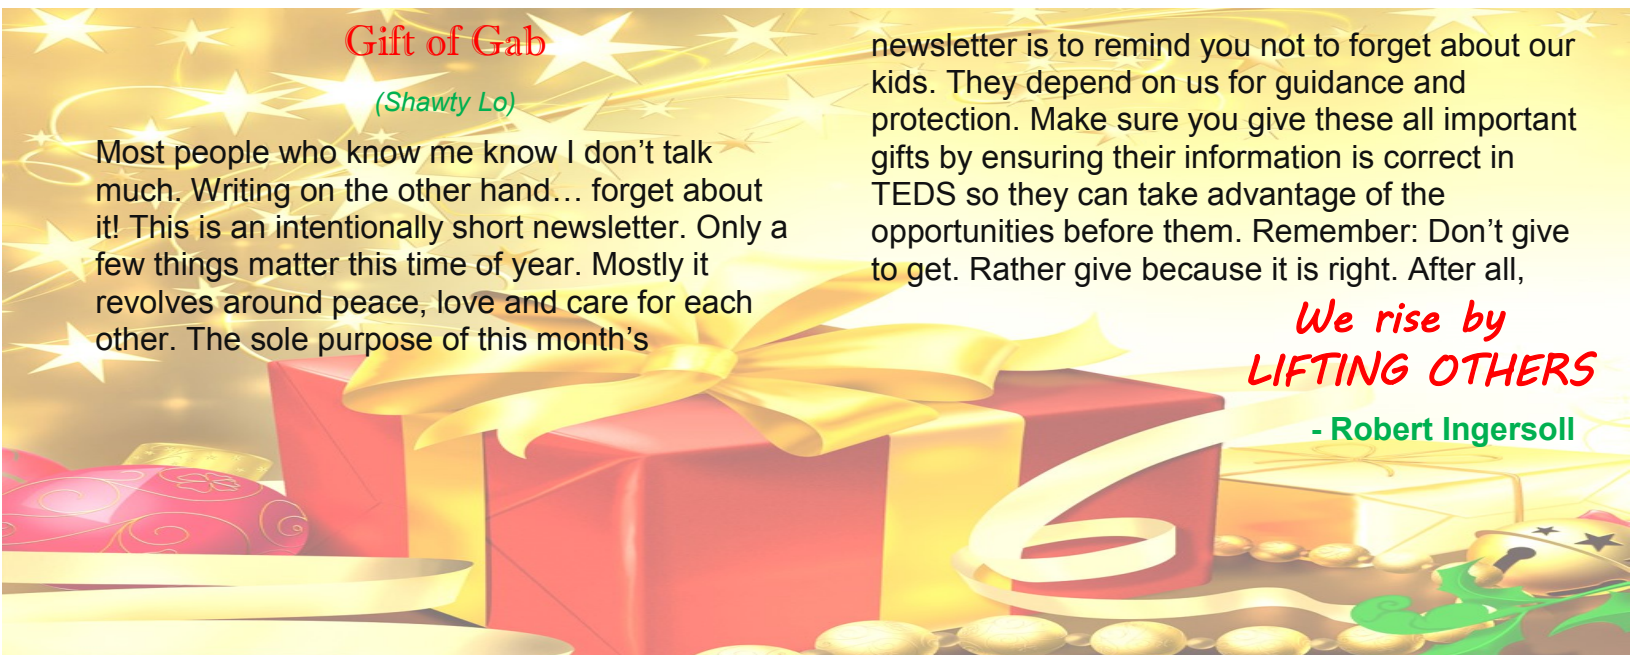 Gift of Gab
(Shawty Lo)
Most people who know me know I don’t talk
much. Writing on the other hand… forget about
it! This is an intentionally short newsletter. Only a
few things matter this time of year. Mostly it
revolves around peace, love and care for each
other. The sole purpose of this month’s
newsletter is to remind you not to forget about our
kids. They depend on us for guidance and
protection. Make sure you give these all important
gifts by ensuring their information is correct in
TEDS so they can take advantage of the
opportunities before them. Remember: Don’t give
to get. Rather give because it is right. After all,
We rise by
LIFTING OTHERS
- Robert Ingersoll